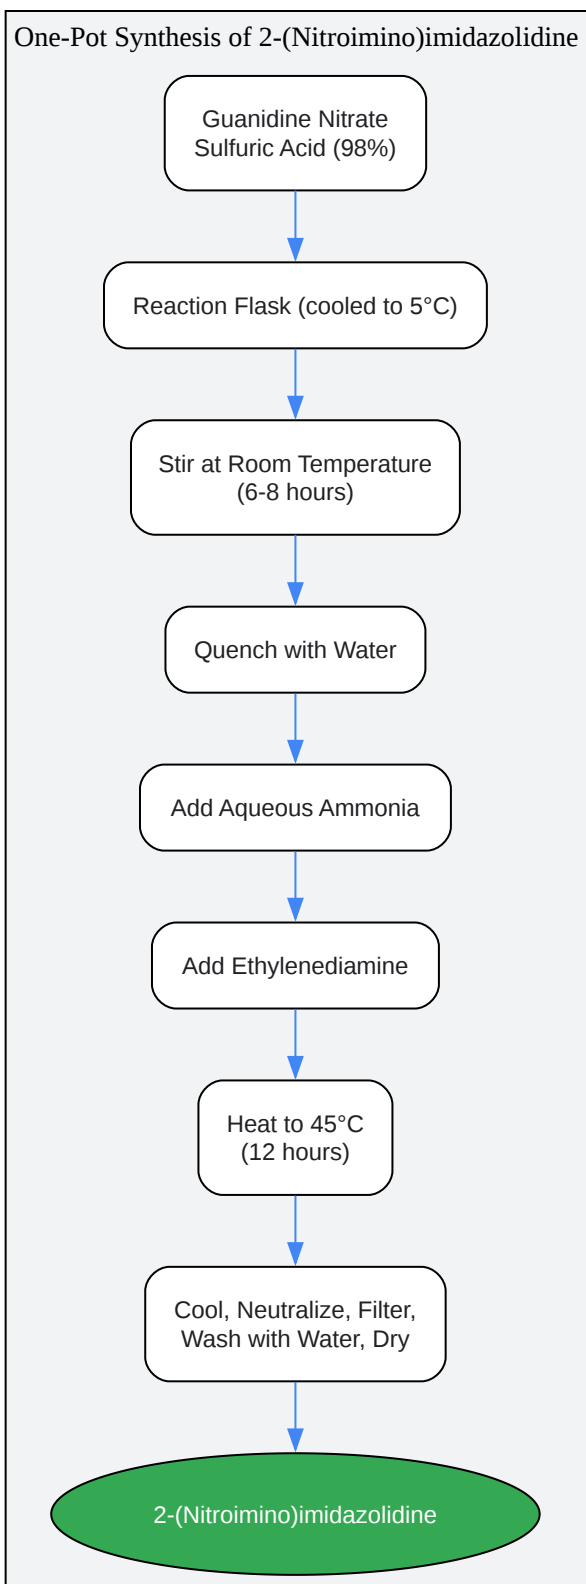 One-Pot Synthesis of 2-(Nitroimino)imidazolidine
Guanidine Nitrate
Sulfuric Acid (98%)
Reaction Flask (cooled to 5°C)
Stir at Room Temperature
(6-8 hours)
Quench with Water
Add Aqueous Ammonia
Add Ethylenediamine
Heat to 45°C
(12 hours)
Cool, Neutralize, Filter,
Wash with Water, Dry
2-(Nitroimino)imidazolidine